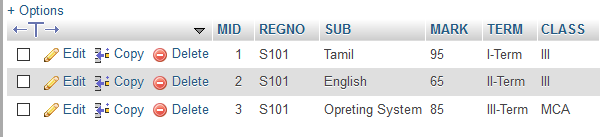 + Options
MID REGNO SUB MARK TERM CLASS
Edit Copy Delete 1 S101 Tamil 95 I-Term III
Edit Copy Delete 2 S101 English 65 II-Term III
Edit Copy Delete 3 S101 Opreting System 85 III-Term MCA